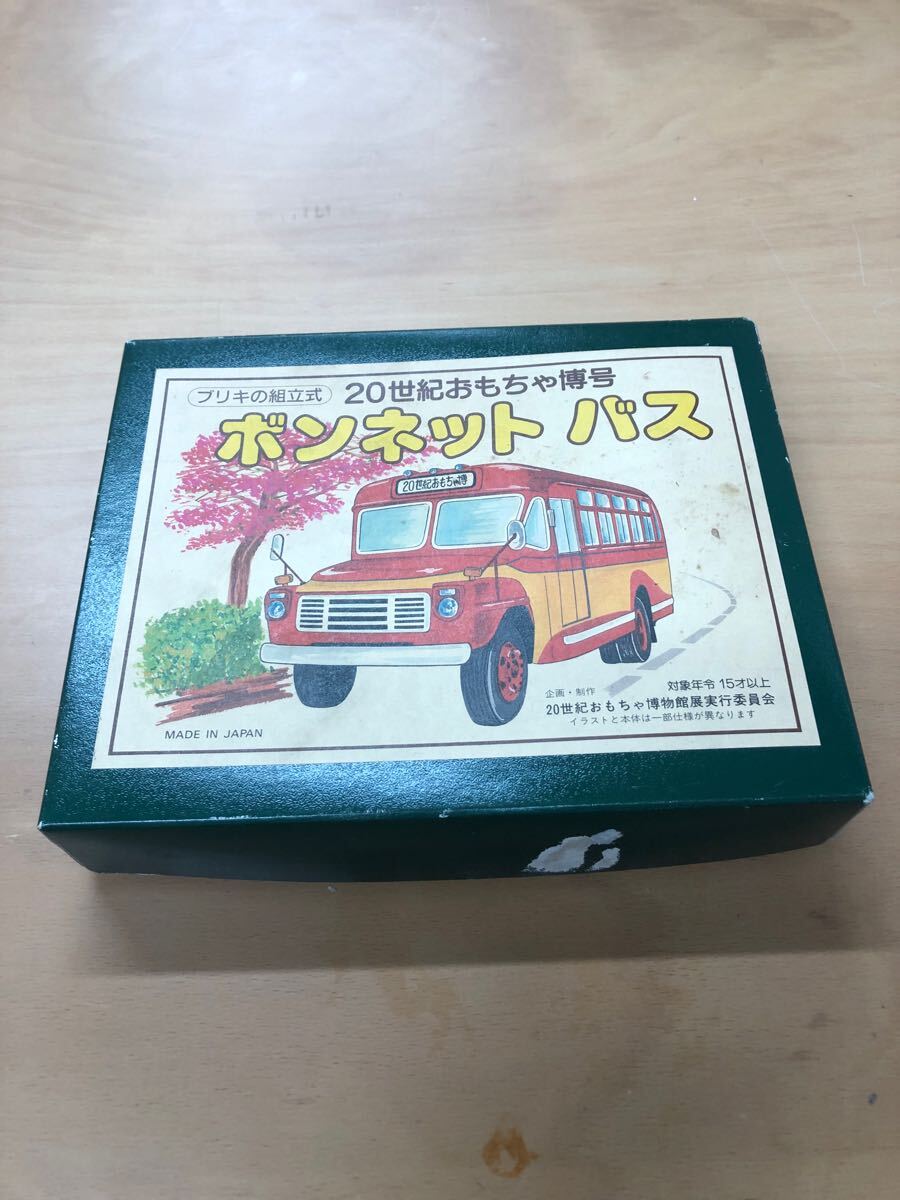 ブリキの組立式 20世紀おもちゃ博号
ボンネット バス
20世紀おもちゃ博
対象年令 15才以上
企画・制作
20世紀おもちゃ博物館展実行委員会
イラストと本体は一部仕様が異なります
MADE IN JAPAN